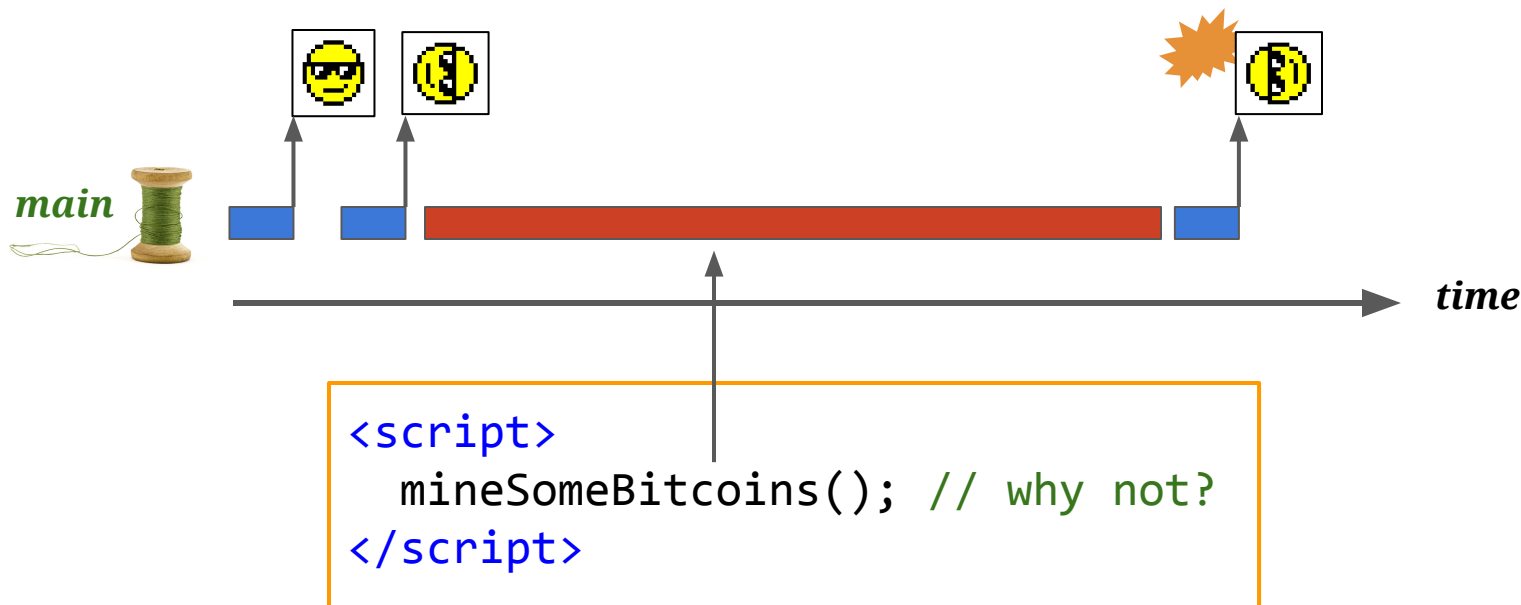 main
time
<script>
mineSomeBitcoins(); // why not?
</script>